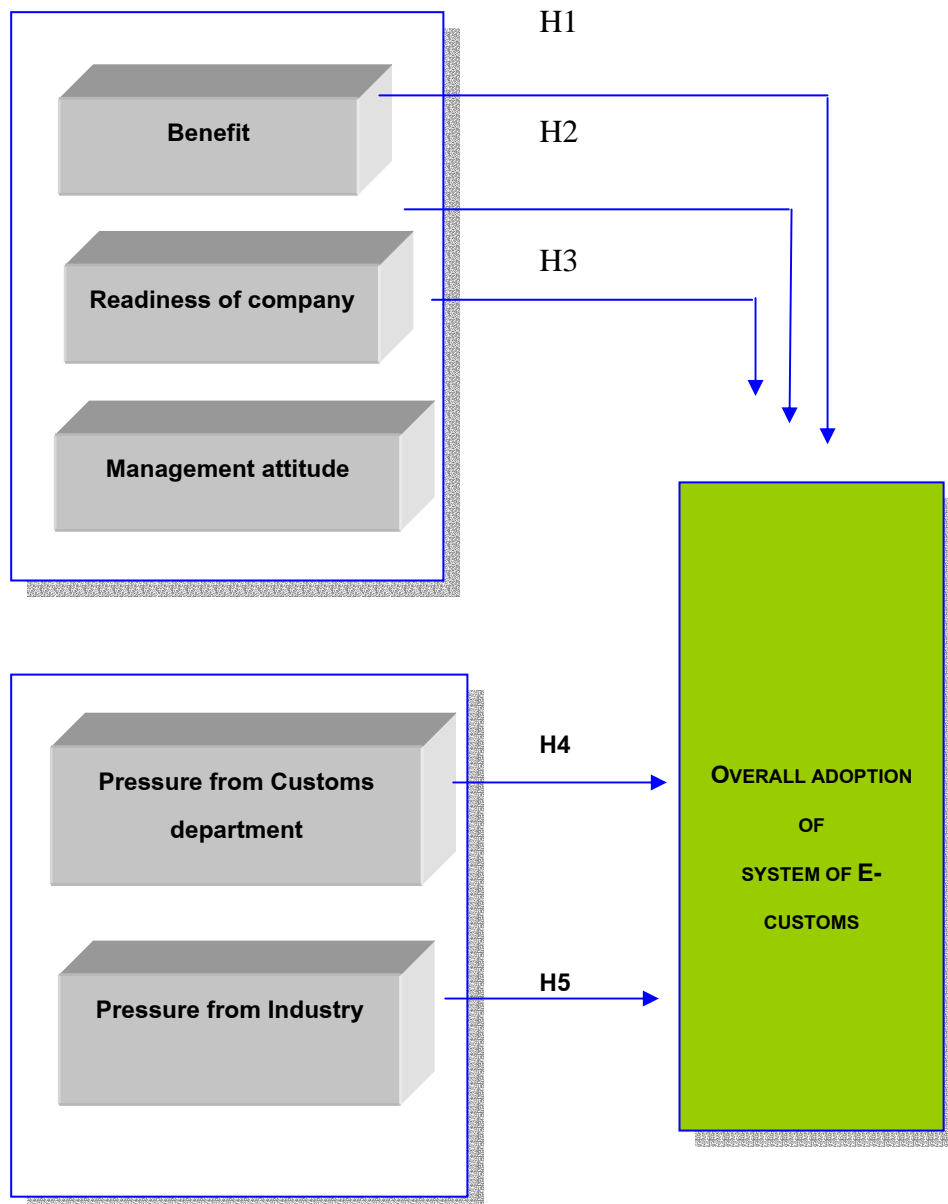 H1
Benefit
H2
H3
Readiness of company
Management attitude
Pressure from Customs
department
H4
OVERALL ADOPTION
OF
SYSTEM OF E-
CUSTOMS
Pressure from Industry
H5